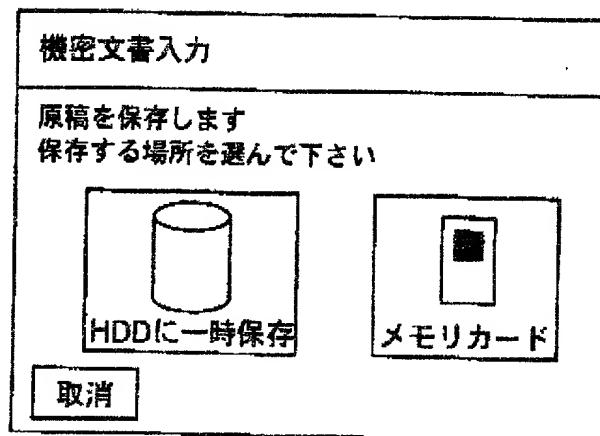 機密文書入力
原稿を保存します
保存する場所を選んで下さい
HDDに一時保存
メモリカード
取消